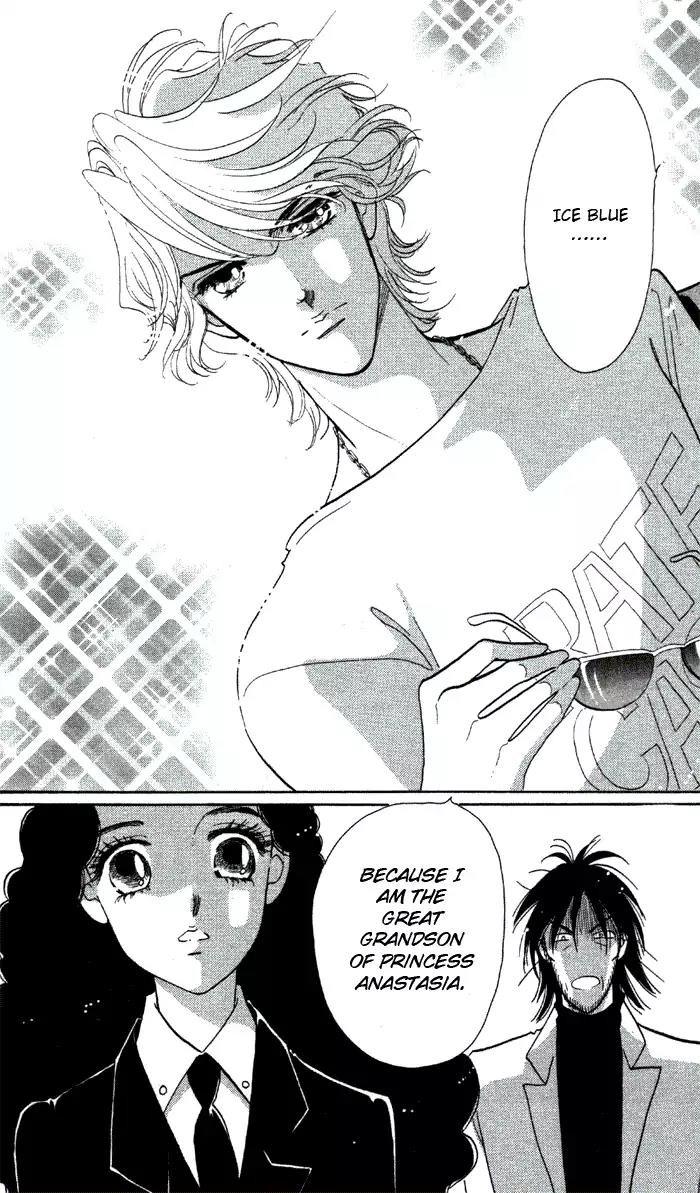 ICE BLUE
......
BECAUSE I
AM THE
GREAT
GRANDSON
OF PRINCESS
ANASTASIA.